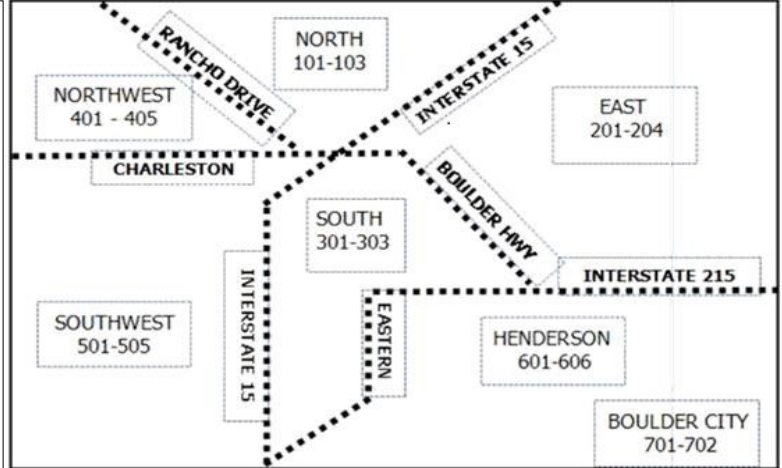 NORTH
101-103
RANCHO DRIVE
INTERSTATE 15
NORTHWEST
401 - 405
EAST
201-204
CHARLESTON
BOULDER HWY
SOUTH
301-303
INTERSTATE 215
INTERSTATE 15
EASTERN
SOUTHWEST
501-505
HENDERSON
601-606
BOULDER CITY
701-702